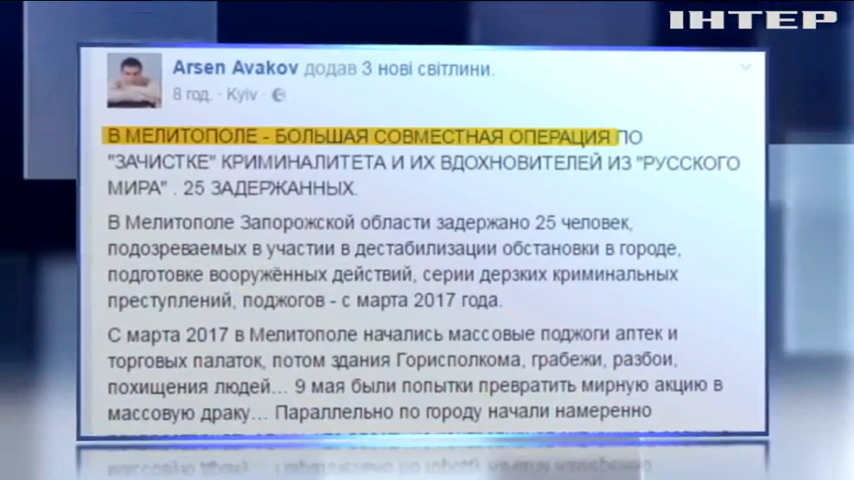 ІНТЕР
Arsen Avakov додав 3 нові світлини.
8 год. · Kyiv ·
В МЕЛИТОПОЛЕ - БОЛЬШАЯ СОВМЕСТНАЯ ОПЕРАЦИЯ ПО
"ЗАЧИСТКЕ" КРИМИНАЛИТЕТА И ИХ ВДОХНОВИТЕЛЕЙ ИЗ "РУССКОГО
МИРА" . 25 ЗАДЕРЖАННЫХ.
В Мелитополе Запорожской области задержано 25 человек,
подозреваемых в участии в дестабилизации обстановки в городе,
подготовке вооружённых действий, серии дерзких криминальных
преступлений, поджогов - с марта 2017 года.
С марта 2017 в Мелитополе начались массовые поджоги аптек и
торговых палаток, потом здания Горисполкома, грабежи, разбои,
похищения людей... 9 мая были попытки превратить мирную акцию в
массовую драку... Параллельно по городу начали намеренно